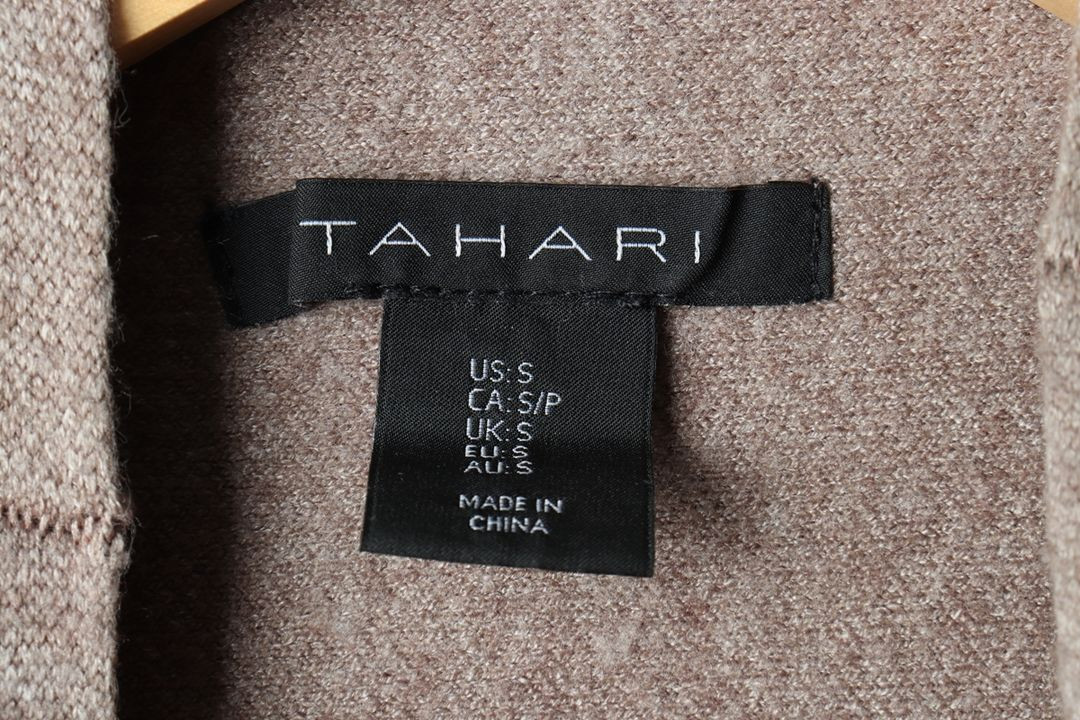 TAHARI
US: S
CA: S/P
UK: S
EU: S
AU: S
MADE IN
CHINA